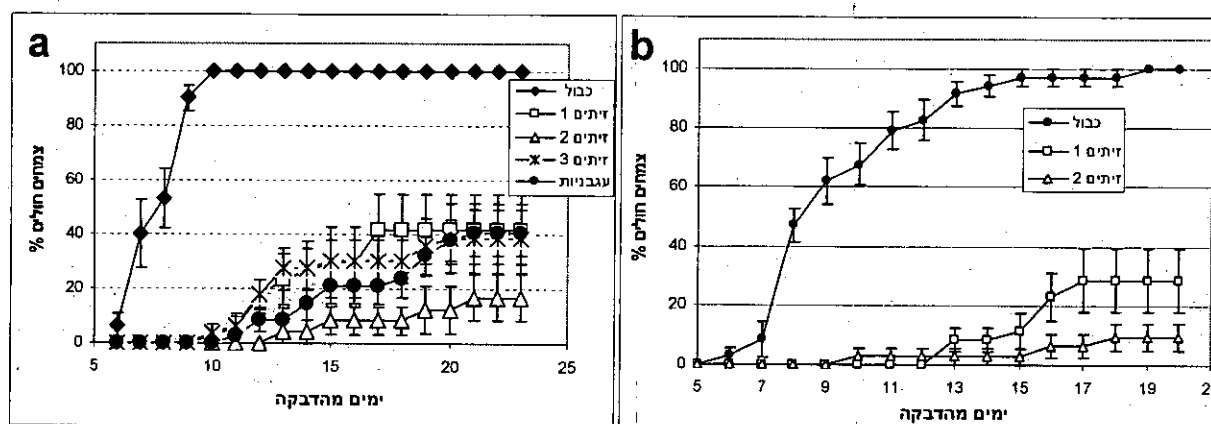 a
100
80
60
40
20
0
5
10
15
20
25
% צמחים חולים
ימים מהדבקה
כבול
זיתים 1
זיתים 2
זיתים 3
עגבניות
b
100
80
60
40
20
0
5
7
9
11
13
15
17
19
2
% צמחים חולים
ימים מהדבקה
כבול
זיתים 1
זיתים 2